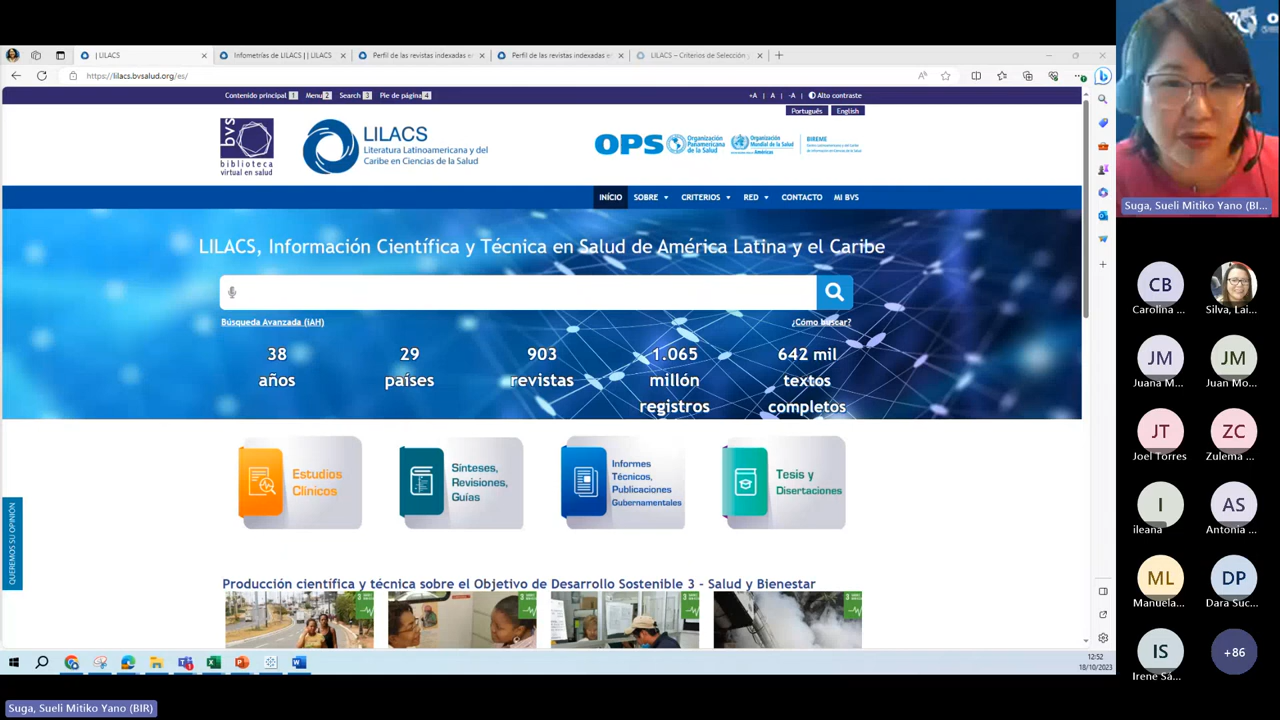 | LILACS
Infometrías de LILACS | | LILACS
Perfil de las revistas indexadas en
Perfil de las revistas indexadas en
LILACS – Criterios de Selección y
https://lilacs.bvsalud.org/es/
Contenido principal 1 Menu 2 Search 3 Pie de página 4
+A | A | -A | Alto contraste
Português English
bvs
biblioteca
virtual en salud
LILACS
Literatura Latinoamericana y del
Caribe en Ciencias de la Salud
OPS
Organización
Panamericana
de la Salud
Organización
Mundial de la Salud
Américas
BIREME
INÍCIO SOBRE CRITERIOS RED CONTACTO MI BVS
LILACS, Información Científica y Técnica en Salud de América Latina y el Caribe
Búsqueda Avanzada (iAH)
¿Cómo buscar?
38
años
29
países
903
revistas
1.065
millón
registros
642 mil
textos
completos
Estudios
Clínicos
Sínteses,
Revisiones,
Guías
Informes
Técnicos,
Publicaciones
Gubernamentales
Tesis y
Disertaciones
QUEREMOS SU OPINIÓN
Producción científica y técnica sobre el Objetivo de Desarrollo Sostenible 3 - Salud y Bienestar
12:52
18/10/2023
Suga, Sueli Mitiko Yano (BI...
CB
Carolina ...
Silva, Lai...
JM
Juana M...
JM
Juan Mo...
JT
Joel Torres
ZC
Zulema ...
I
ileana
AS
Antonia ...
ML
Manuela...
DP
Dara Suc...
IS
Irene Sá...
+86
Suga, Sueli Mitiko Yano (BIR)